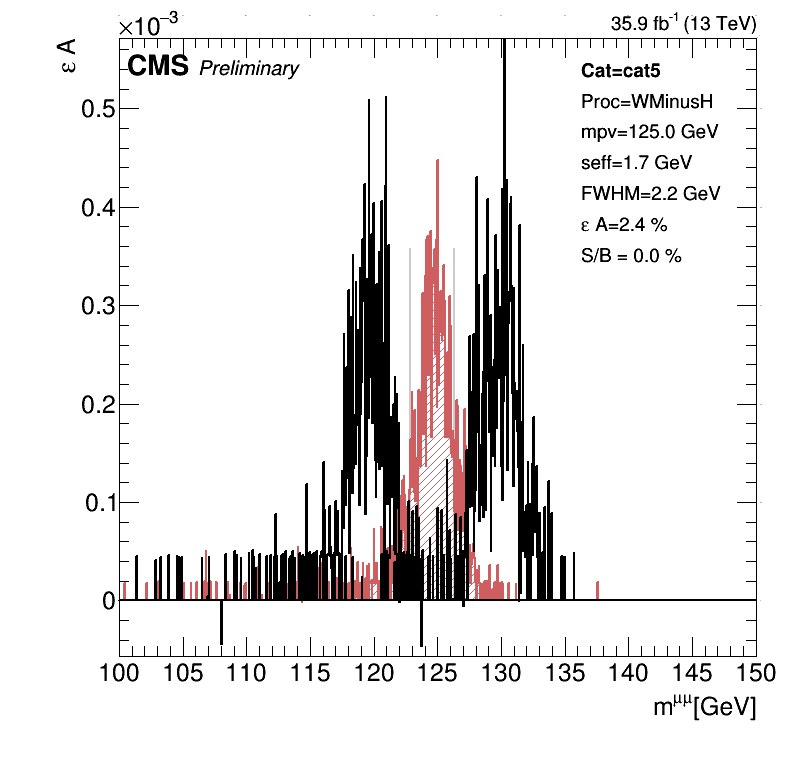 ×10⁻³
35.9 fb⁻¹ (13 TeV)
ε A
CMS Preliminary
Cat=cat5
Proc=WMinusH
mpv=125.0 GeV
seff=1.7 GeV
FWHM=2.2 GeV
ε A=2.4 %
S/B = 0.0 %
0.5
0.4
0.3
0.2
0.1
0
100 105 110 115 120 125 130 135 140 145 150
m^μμ[GeV]